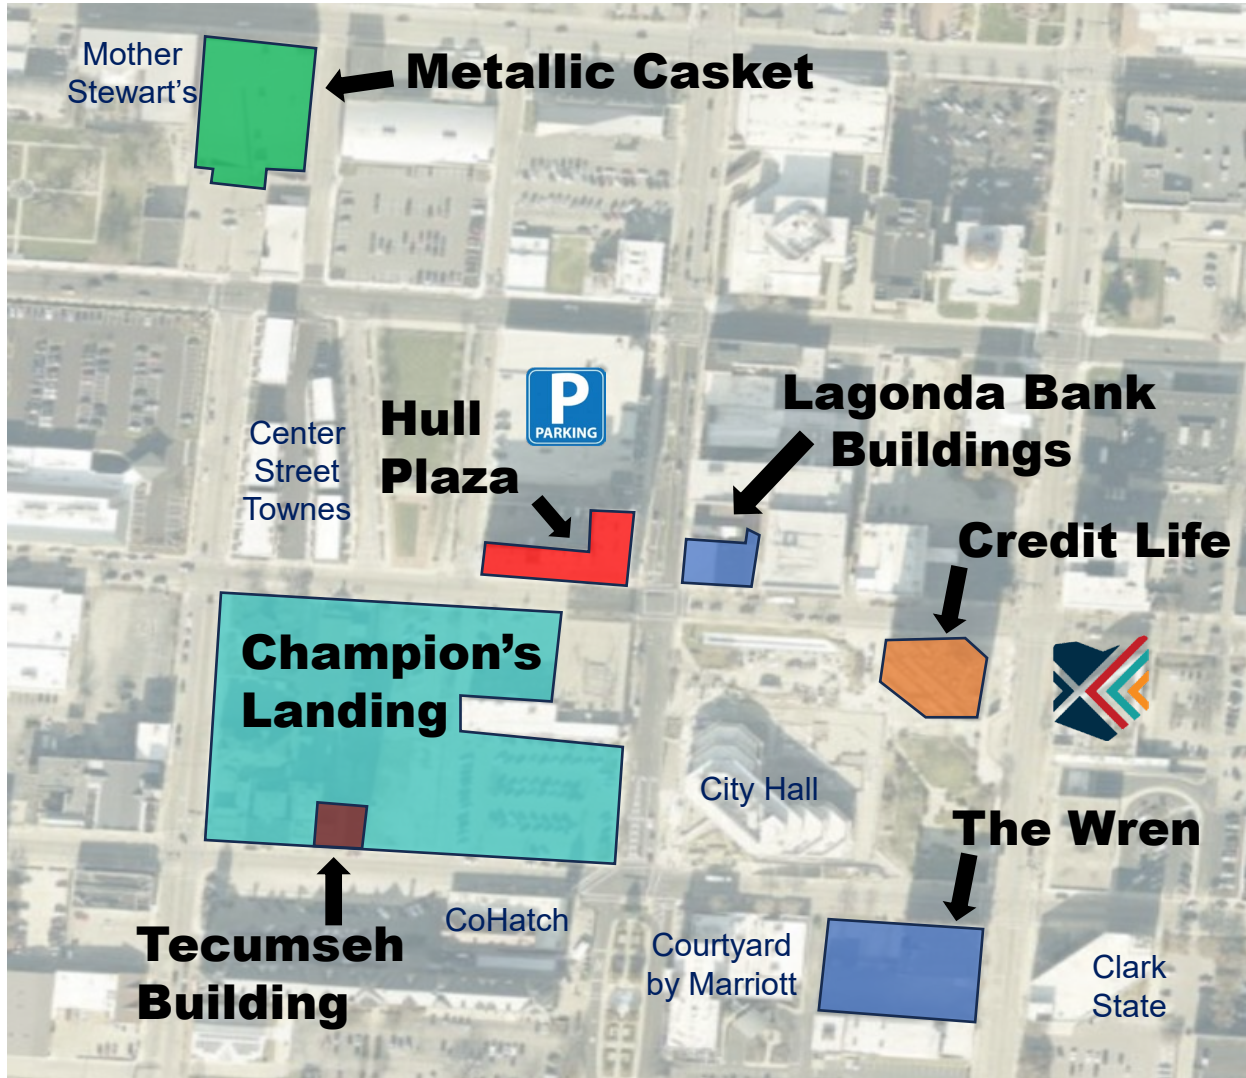 Mother
Stewart's
Metallic Casket
P
PARKING
Lagonda Bank
Buildings
Hull
Plaza
Center
Street
Townes
Credit Life
Champion's
Landing
City Hall
The Wren
CoHatch
Tecumseh
Building
Courtyard
by Marriott
Clark
State